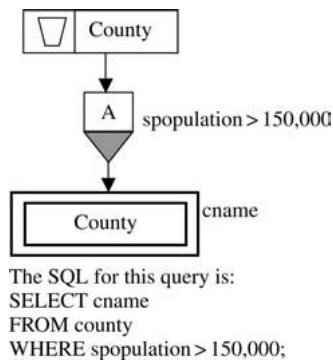 County
A
spopulation > 150,000
County
cname
The SQL for this query is:
SELECT cname
FROM county
WHERE spopulation > 150,000;